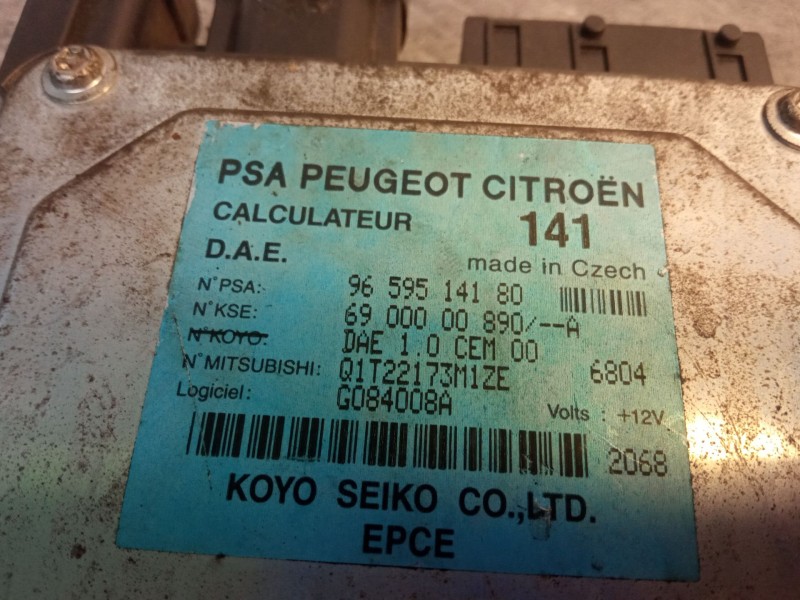 PSA PEUGEOT CITROËN
CALCULATEUR 141
D.A.E. made in Czech
N°PSA: 96 595 141 80
N°KSE: 69 000 00 890/--A
N°KOYO: DAE 1.0 CEM 00
N°MITSUBISHI: Q1T22173M1ZE 6804
Logiciel: G084008A Volts : +12V
2068
KOYO SEIKO CO.,LTD.
EPCE